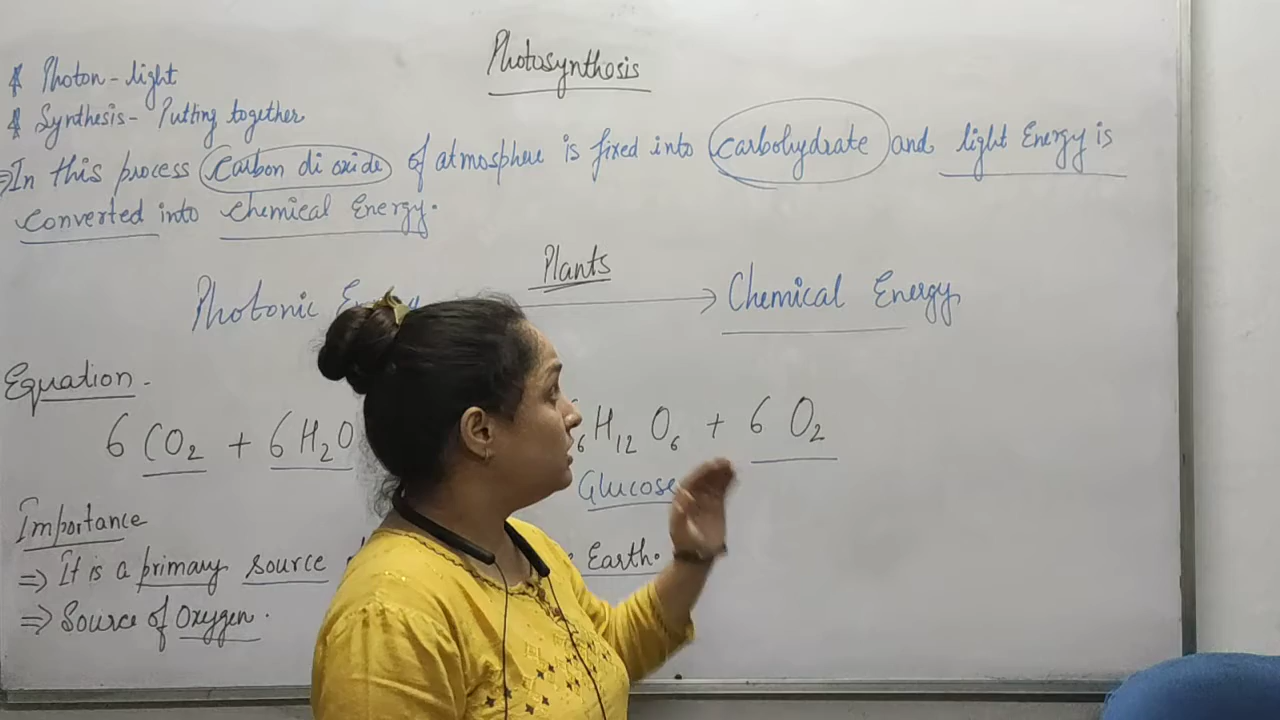 Photosynthesis
* Photon - light
* Synthesis - Putting together
⇒ In this process Carbon di oxide of atmosphere is fixed into carbohydrate and light Energy is
converted into chemical Energy.
Plants
Photonic → Chemical Energy
Equation -
6 CO₂ + 6 H₂O H₁₂ O₆ + 6 O₂
Glucose
Importance
⇒ It is a primary source Earth.
⇒ Source of Oxygen.